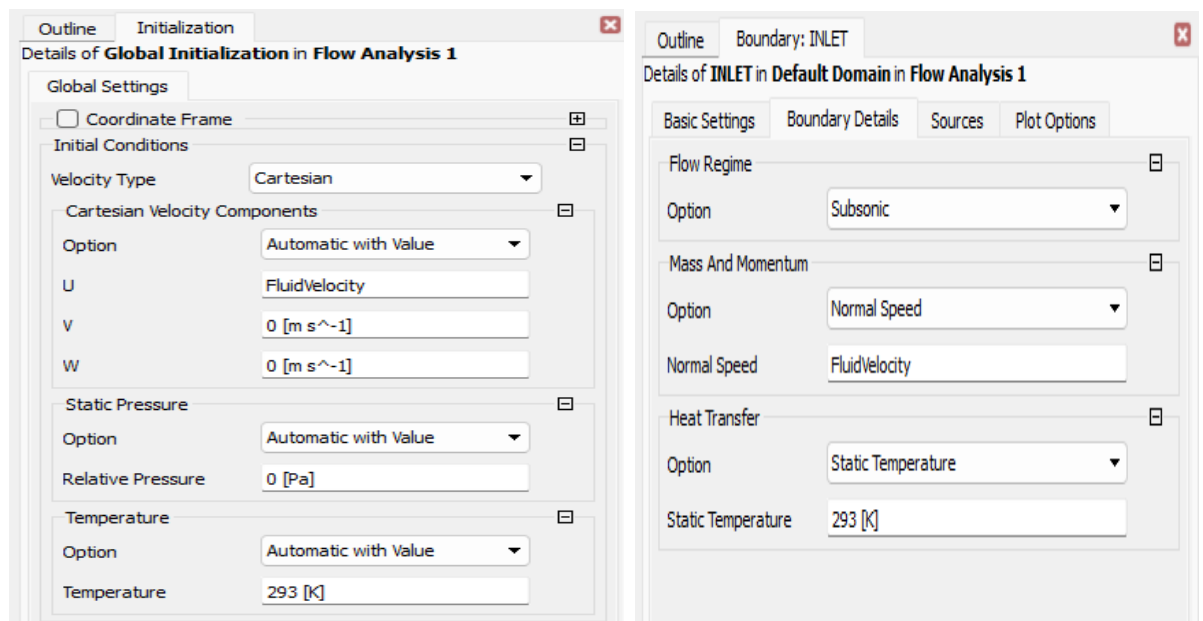 Outline Initialization
Details of Global Initialization in Flow Analysis 1
Global Settings
Coordinate Frame
Initial Conditions
Velocity Type Cartesian
Cartesian Velocity Components
Option Automatic with Value
U FluidVelocity
V 0 [m s^-1]
W 0 [m s^-1]
Static Pressure
Option Automatic with Value
Relative Pressure 0 [Pa]
Temperature
Option Automatic with Value
Temperature 293 [K]
Outline Boundary: INLET
Details of INLET in Default Domain in Flow Analysis 1
Basic Settings Boundary Details Sources Plot Options
Flow Regime
Option Subsonic
Mass And Momentum
Option Normal Speed
Normal Speed FluidVelocity
Heat Transfer
Option Static Temperature
Static Temperature 293 [K]